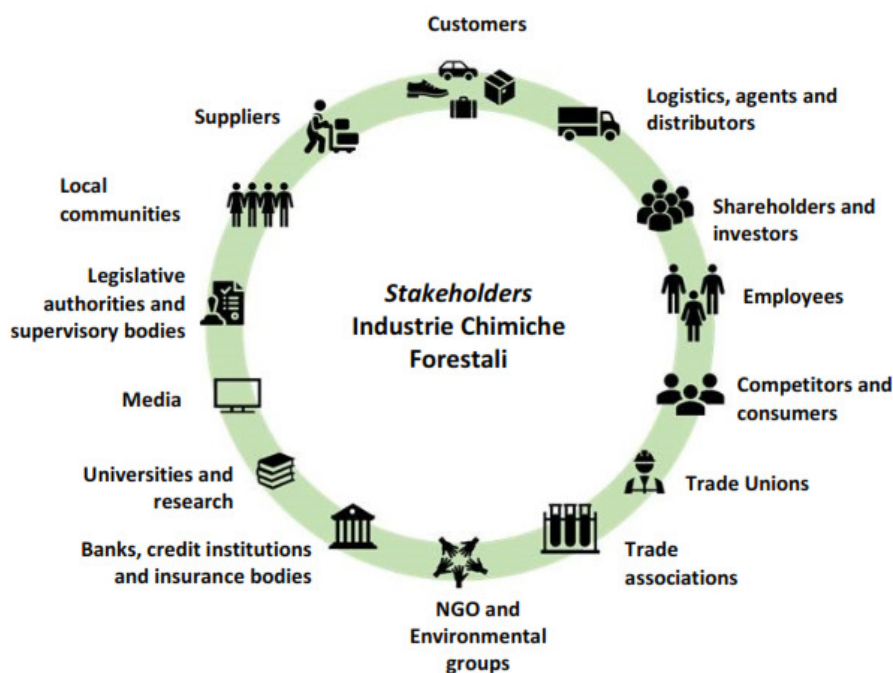 Customers
Logistics, agents and
distributors
Shareholders and
investors
Employees
Competitors and
consumers
Trade Unions
Trade
associations
NGO and
Environmental
groups
Banks, credit institutions
and insurance bodies
Universities and
research
Media
Legislative
authorities and
supervisory bodies
Local
communities
Suppliers
Stakeholders
Industrie Chimiche
Forestali